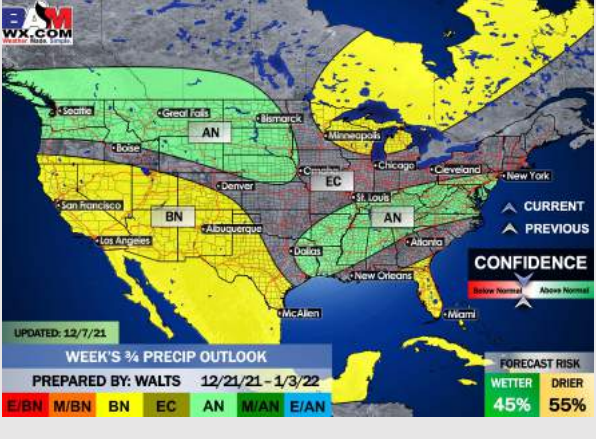 BAM
WX.COM
Weather Made Simple.
Seattle
Great Falls
Bismarck
AN
Minneapolis
Boise
Chicago
Cleveland
New York
Omaha
EC
Denver
St. Louis
San Francisco
BN
AN
CURRENT
Albuquerque
PREVIOUS
Los Angeles
Dallas
Atlanta
CONFIDENCE
New Orleans
Below Normal
Above Normal
McAllen
Miami
UPDATED: 12/7/21
WEEK'S ¾ PRECIP OUTLOOK
FORECAST RISK
PREPARED BY: WALTS 12/21/21 - 1/3/22
WETTER DRIER
E/BN M/BN BN EC AN M/AN E/AN
45% 55%